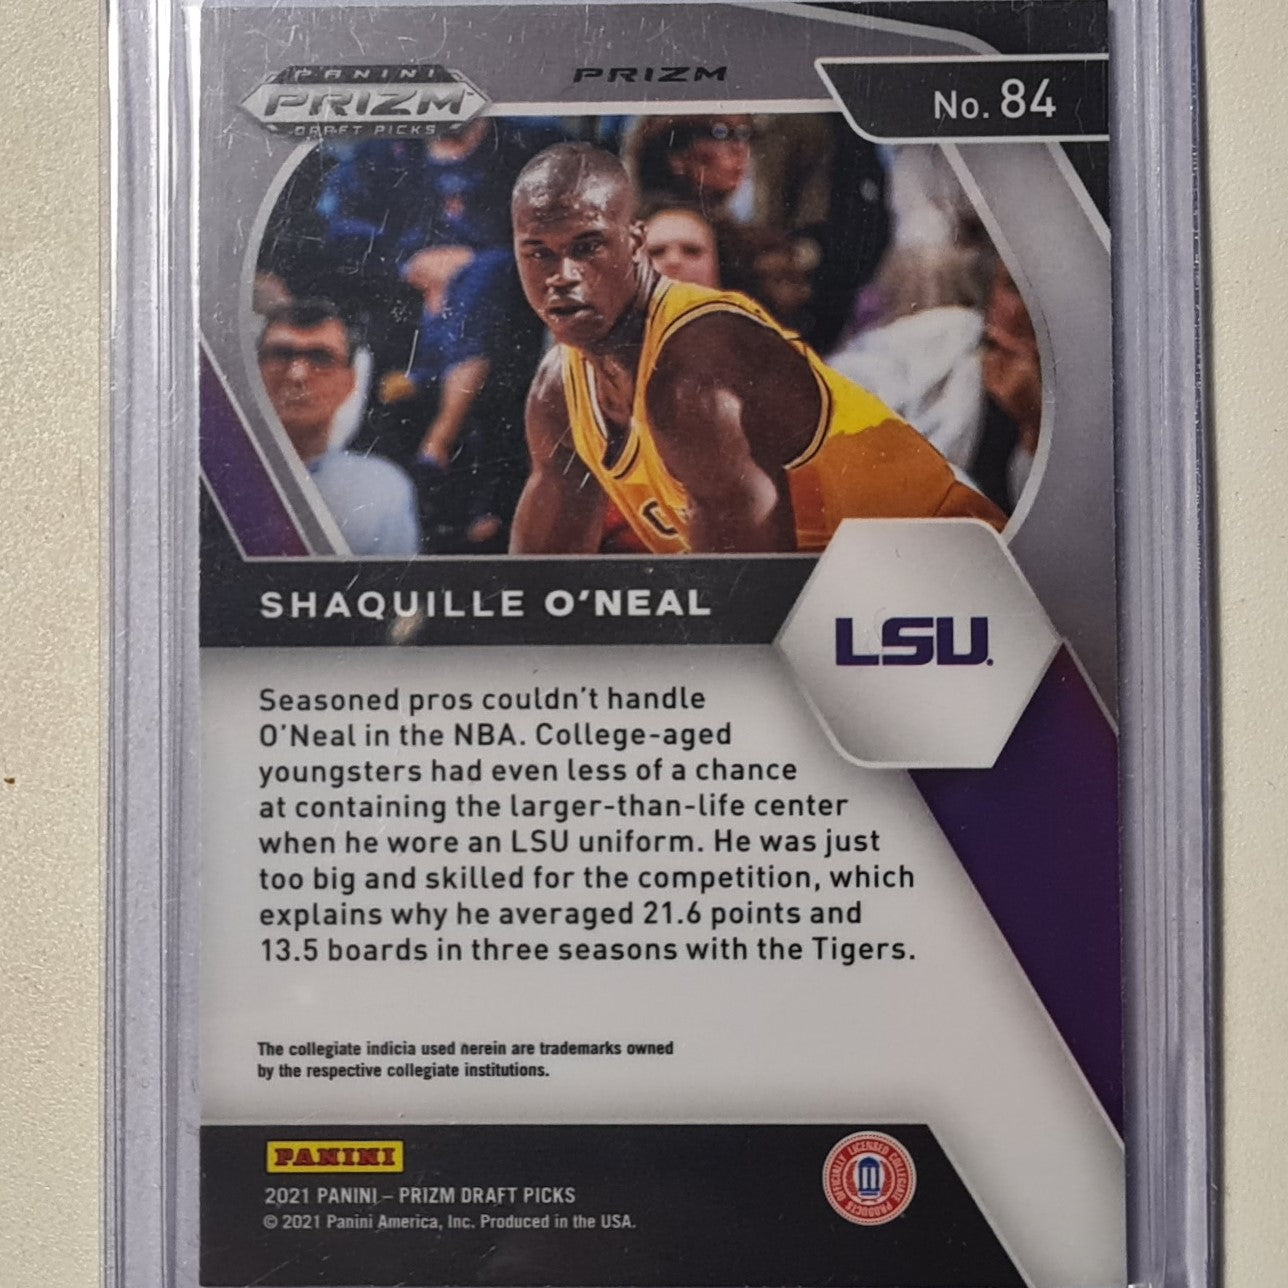 PANINI
PRIZM
DRAFT PICKS
PRIZM
No. 84
SHAQUILLE O'NEAL
LSU
Seasoned pros couldn't handle
O'Neal in the NBA. College-aged
youngsters had even less of a chance
at containing the larger-than-life center
when he wore an LSU uniform. He was just
too big and skilled for the competition, which
explains why he averaged 21.6 points and
13.5 boards in three seasons with the Tigers.
The collegiate indicia used herein are trademarks owned
by the respective collegiate institutions.
PANINI
2021 PANINI – PRIZM DRAFT PICKS
© 2021 Panini America, Inc. Produced in the USA.
OFFICIALLY LICENSED COLLEGIATE PRODUCTS